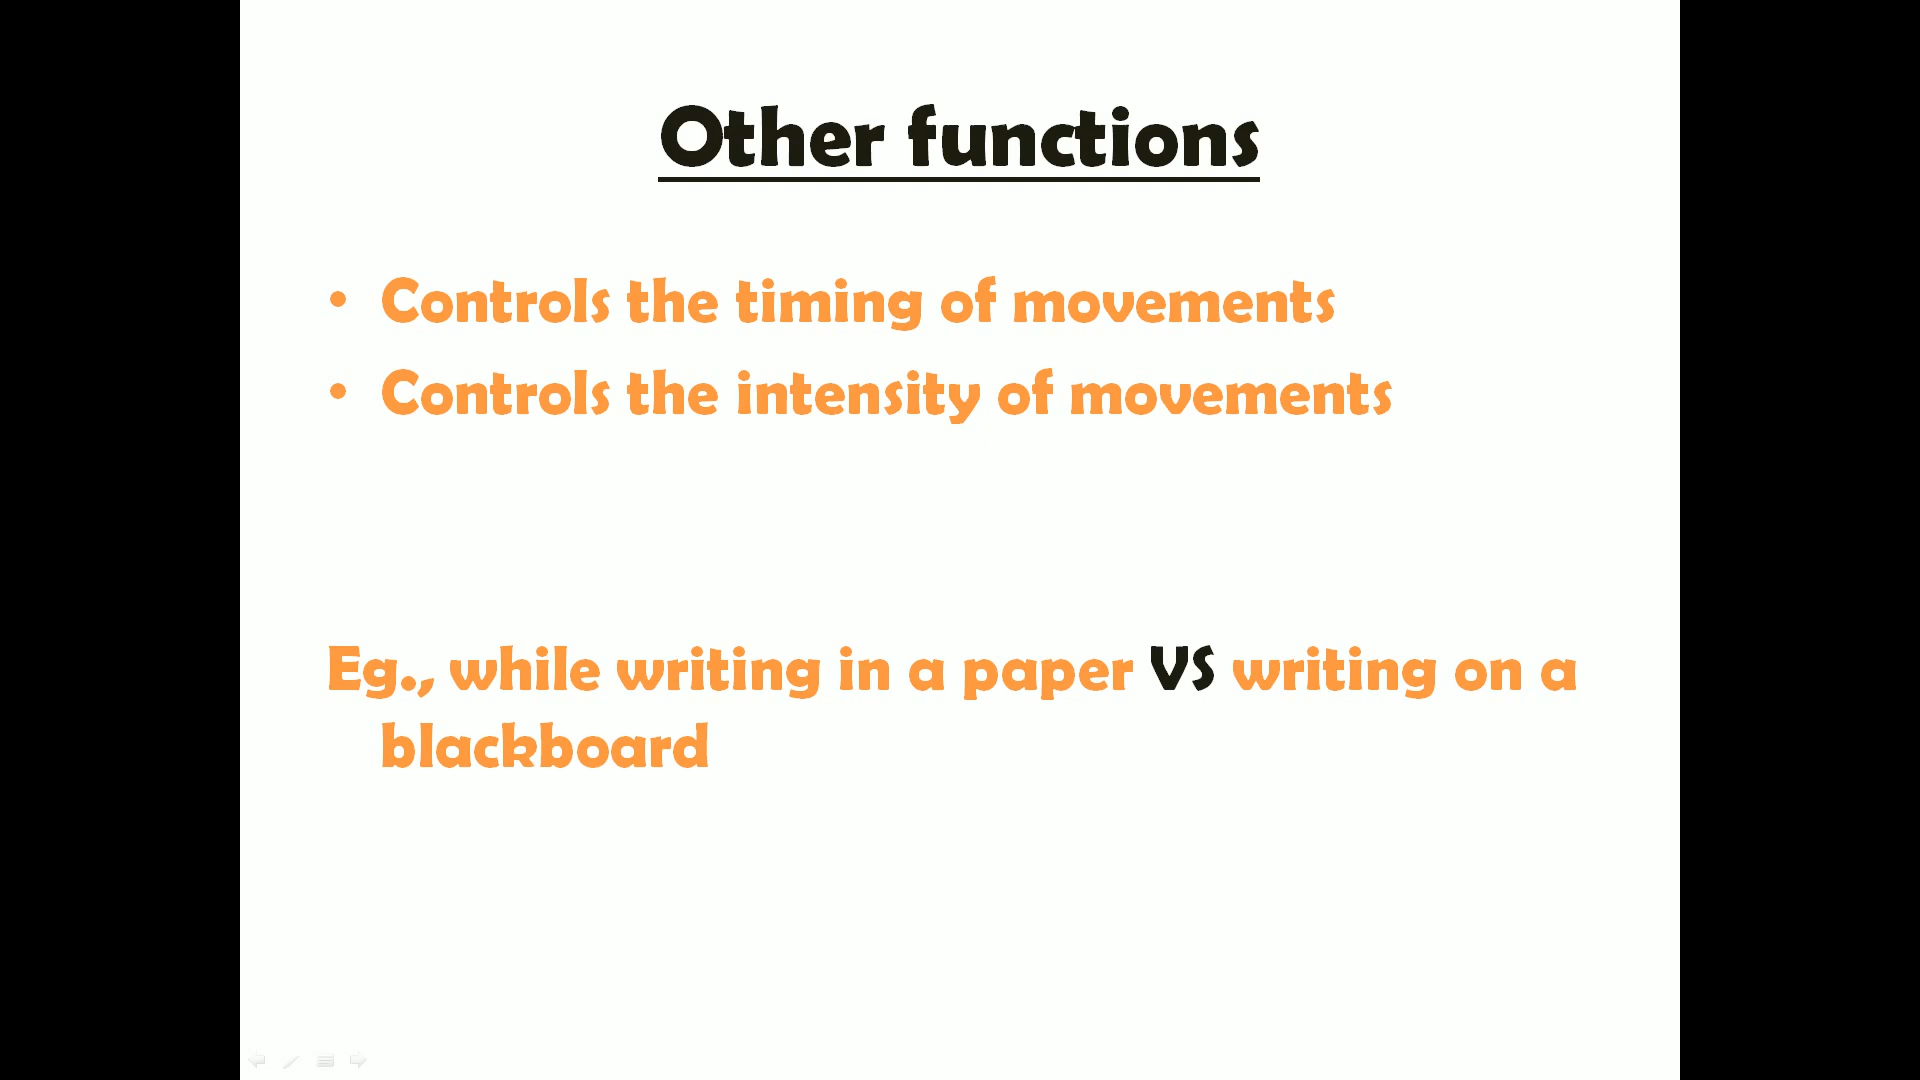 Other functions
• Controls the timing of movements
• Controls the intensity of movements
Eg., while writing in a paper VS writing on a
blackboard